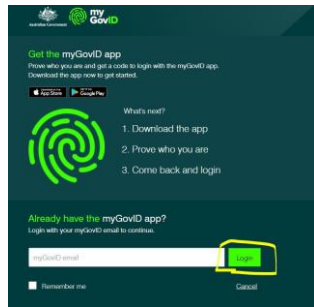 Australian Government
my
GovID
Get the myGovID app
Prove who you are and get a code to login with the myGovID app.
Download the app now to get started.
App Store
Google Play
What's next?
1. Download the app
2. Prove who you are
3. Come back and login
Already have the myGovID app?
Login with your myGovID email to continue.
myGovID email
Login
Remember me
Cancel